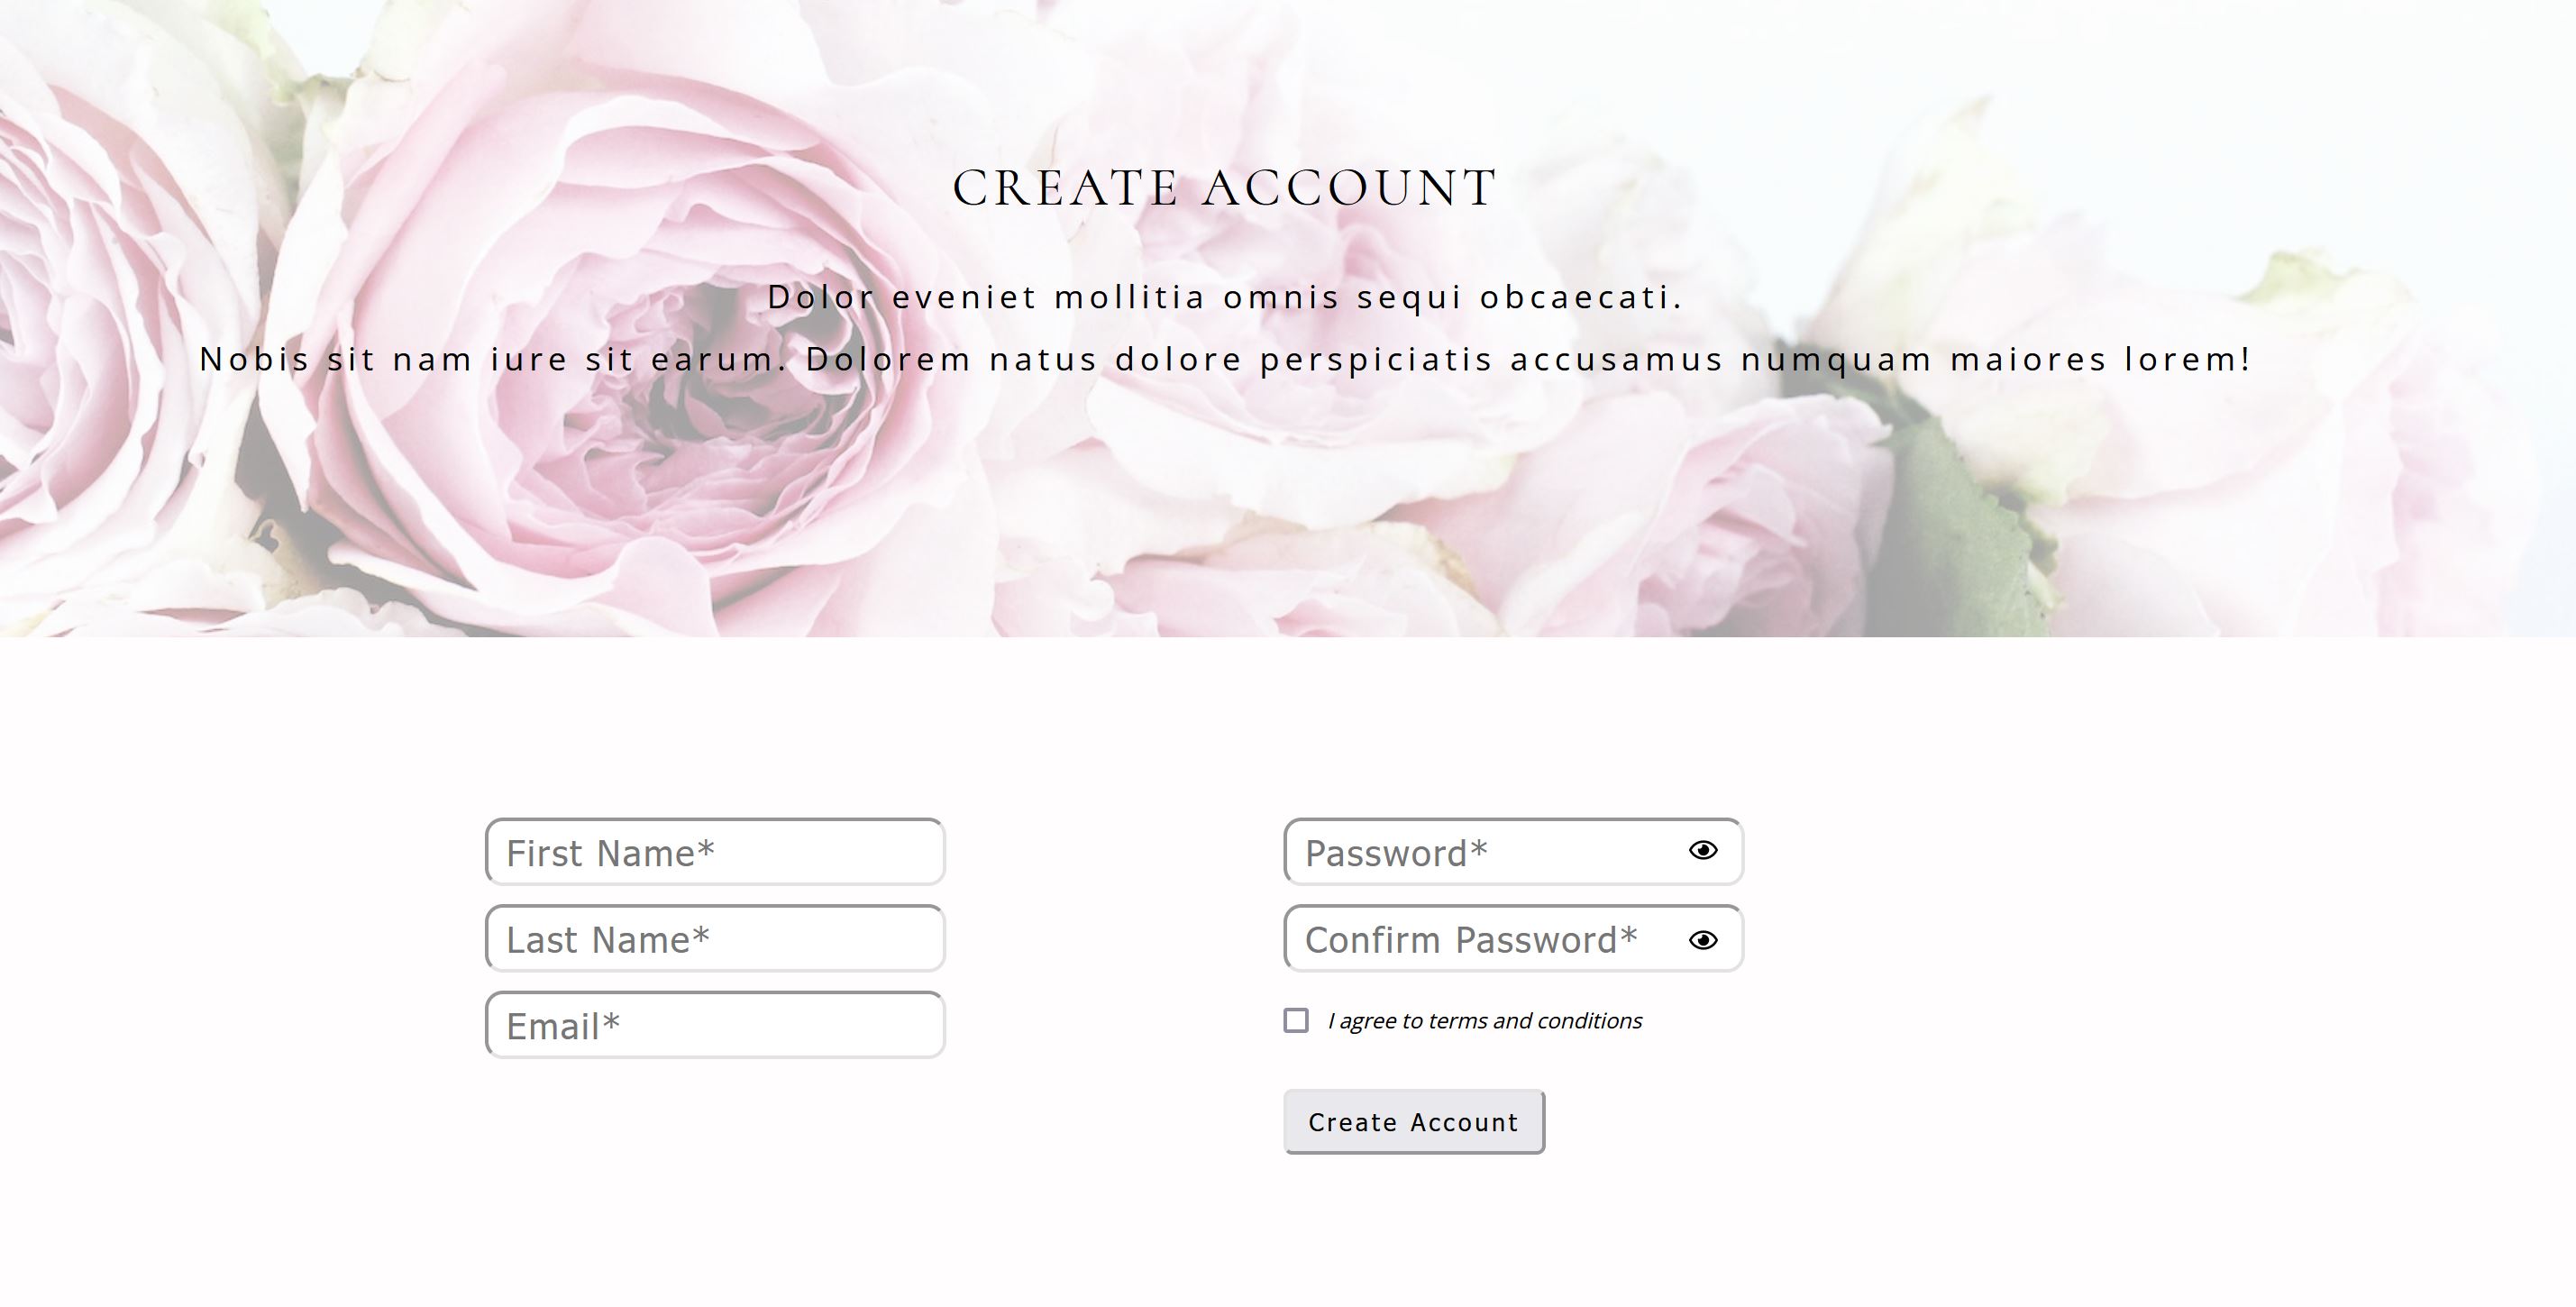 CREATE ACCOUNT
Dolor eveniet mollitia omnis sequi obcaecati.
Nobis sit nam iure sit earum. Dolorem natus dolore perspiciatis accusamus numquam maiores lorem!
First Name*
Last Name*
Email*
Password*
Confirm Password*
I agree to terms and conditions
Create Account